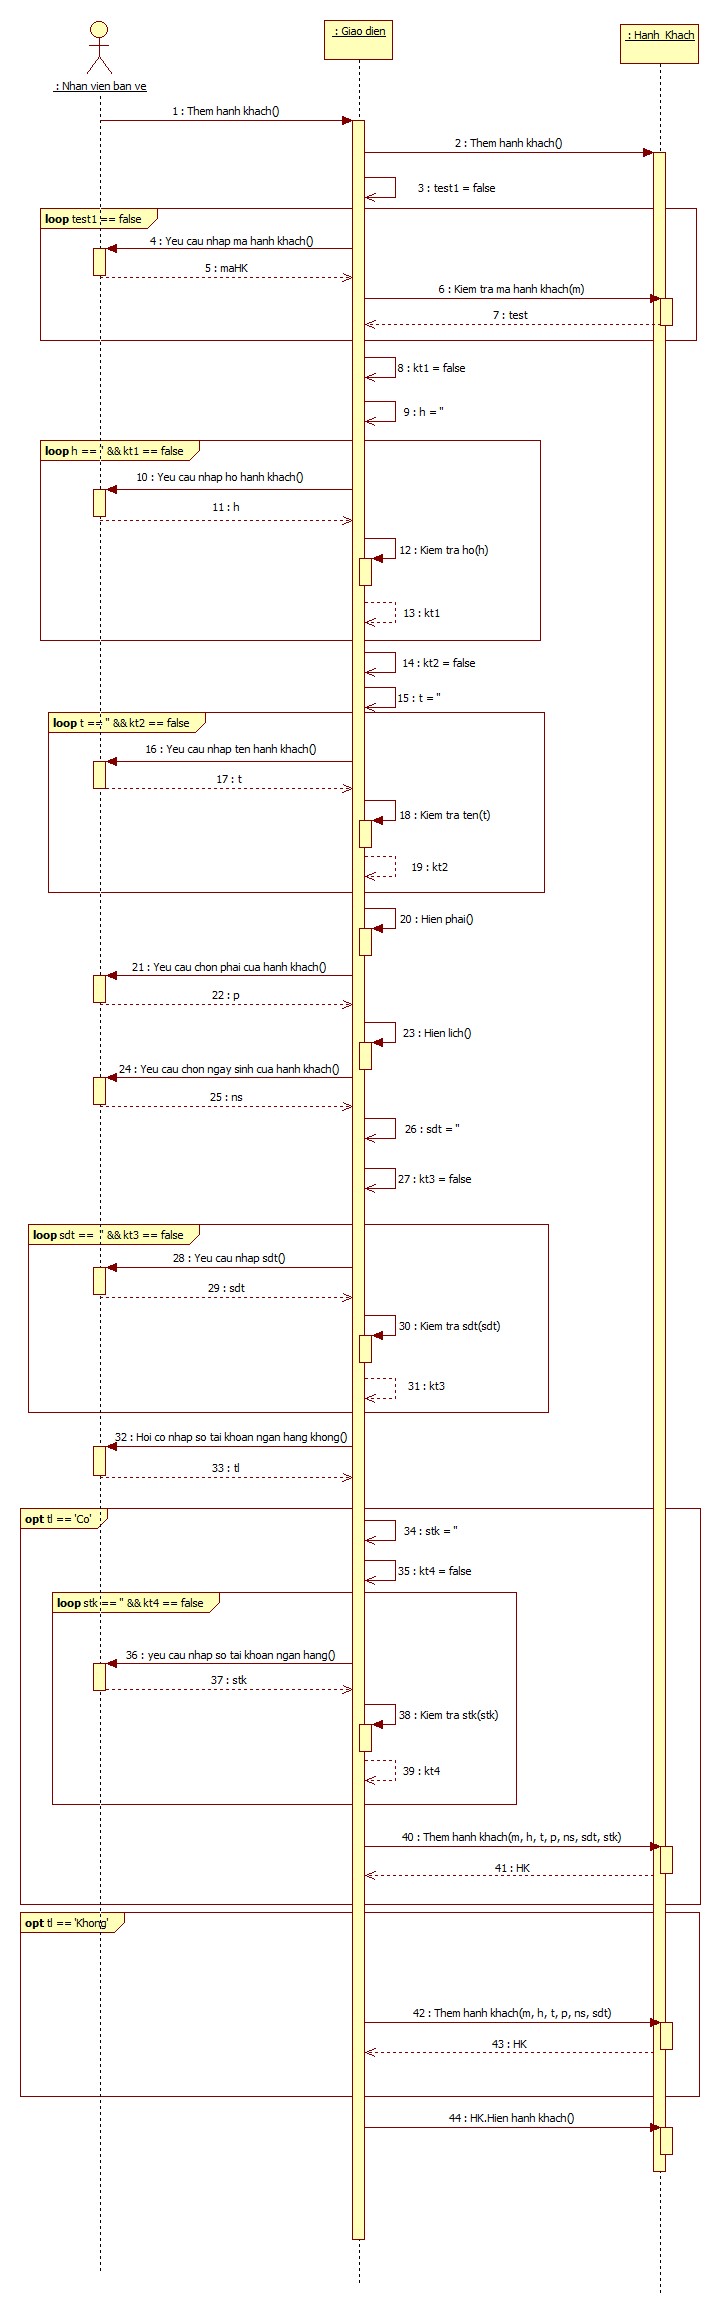 : Giao dien
: Hanh_Khach
: Nhan vien ban ve
1 : Them hanh khach()
2 : Them hanh khach()
3 : test1 = false
loop test1 == false
4 : Yeu cau nhap ma hanh khach()
5 : maHK
6 : Kiem tra ma hanh khach(m)
7 : test
8 : kt1 = false
9 : h = ''
loop h == '' && kt1 == false
10 : Yeu cau nhap ho hanh khach()
11 : h
12 : Kiem tra ho(h)
13 : kt1
14 : kt2 = false
15 : t = ''
loop t == '' && kt2 == false
16 : Yeu cau nhap ten hanh khach()
17 : t
18 : Kiem tra ten(t)
19 : kt2
20 : Hien phai()
21 : Yeu cau chon phai cua hanh khach()
22 : p
23 : Hien lich()
24 : Yeu cau chon ngay sinh cua hanh khach()
25 : ns
26 : sdt = ''
27 : kt3 = false
loop sdt == '' && kt3 == false
28 : Yeu cau nhap sdt()
29 : sdt
30 : Kiem tra sdt(sdt)
31 : kt3
32 : Hoi co nhap so tai khoan ngan hang khong()
33 : tl
opt tl == 'Co'
34 : stk = ''
35 : kt4 = false
loop stk == '' && kt4 == false
36 : yeu cau nhap so tai khoan ngan hang()
37 : stk
38 : Kiem tra stk(stk)
39 : kt4
40 : Them hanh khach(m, h, t, p, ns, sdt, stk)
41 : HK
opt tl == 'Khong'
42 : Them hanh khach(m, h, t, p, ns, sdt)
43 : HK
44 : HK.Hien hanh khach()